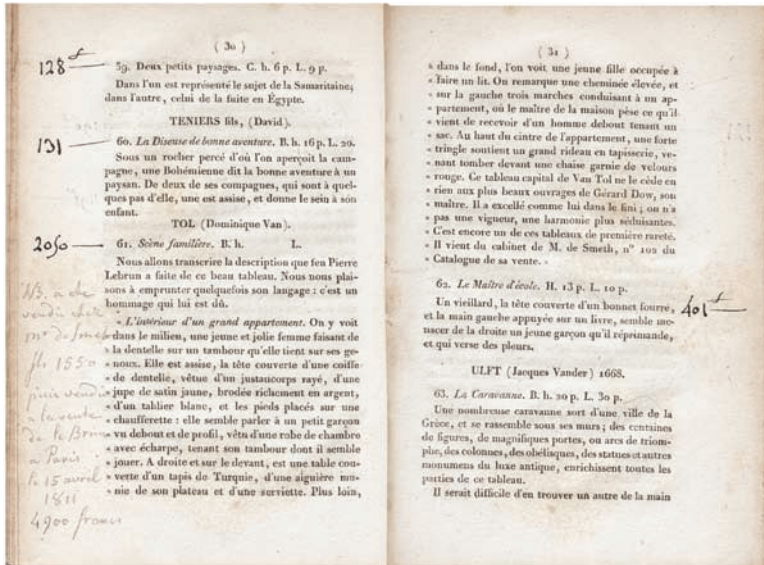 ( 30 )
128 f
59. Deux petits paysages. C. h. 6 p. L. 9 p.
Dans l'un est représenté le sujet de la Samaritaine;
dans l'autre, celui de la fuite en Égypte.
TENIERS fils, (David).
131
60. La Diseuse de bonne aventure. B. h. 16 p. L. 20.
Sous un rocher percé d'où l'on aperçoit la cam-
pagne, une Bohémienne dit la bonne aventure à un
paysan. De deux de ses compagnes, qui sont à quel-
ques pas d'elle, une est assise, et donne le sein à son
enfant.
TOL (Dominique Van).
2050
61. Scène familière. B. h. L.
Nous allons transcrire la description que feu Pierre
Lebrun a faite de ce beau tableau. Nous nous plai-
sons à emprunter quelquefois son langage : c'est un
hommage qui lui est dû.
« L'intérieur d'un grand appartement. On y voit
« dans le milieu, une jeune et jolie femme faisant de
« la dentelle sur un tambour qu'elle tient sur ses ge-
« noux. Elle est assise, la tête couverte d'une coiffe
« de dentelle, vêtue d'un justaucorps rayé, d'une
« jupe de satin jaune, brodée richement en argent,
« d'un tablier blanc, et les pieds placés sur une
« chaufferette : elle semble parler à un petit garçon
« vu debout et de profil, vêtu d'une robe de chambre
« avec écharpe, tenant son tambour dont il semble
« jouer. A droite et sur le devant, est une table cou-
« verte d'un tapis de Turquie, d'une aiguière mu-
« nie de son plateau et d'une serviette. Plus loin,
NB. a été
vendu chez
mr de Smeth
fls 1550
puis vendu
a la vente
de le Brun
a Paris
le 15 avril
1811
4900 francs
( 31 )
« dans le fond, l'on voit une jeune fille occupée à
« faire un lit. On remarque une cheminée élevée, et
« sur la gauche trois marches conduisant à un ap-
« partement, où le maître de la maison pèse ce qu'il
« vient de recevoir d'un homme debout tenant un
« sac. Au haut du cintre de l'appartement, une forte
« tringle soutient un grand rideau en tapisserie, ve-
« nant tomber devant une chaise garnie de velours
« rouge. Ce tableau capital de Van Tol ne le cède en
« rien aux plus beaux ouvrages de Gérard Dow, son
« maître. Il a excellé comme lui dans le fini ; on n'a
« pas une vigueur, une harmonie plus séduisantes.
« C'est encore un de ces tableaux de première rareté.
« Il vient du cabinet de M. de Smeth, n° 102 du
« Catalogue de sa vente. »
62. Le Maître d'école. H. 13 p. L. 10 p.
Un vieillard, la tête couverte d'un bonnet fourré,
et la main gauche appuyée sur un livre, semble me-
nacer de la droite un jeune garçon qu'il réprimande,
et qui verse des pleurs.
401 f
ULFT (Jacques Vander) 1668.
63. La Caravanne. B. h. 20 p. L. 30 p.
Une nombreuse caravanne sort d'une ville de la
Grèce, et se rassemble sous ses murs ; des centaines
de figures, de magnifiques portes, ou arcs de triom-
phe, des colonnes, des obélisques, des statues et autres
monumens du luxe antique, enrichissent toutes les
parties de ce tableau.
Il serait difficile d'en trouver un autre de la main